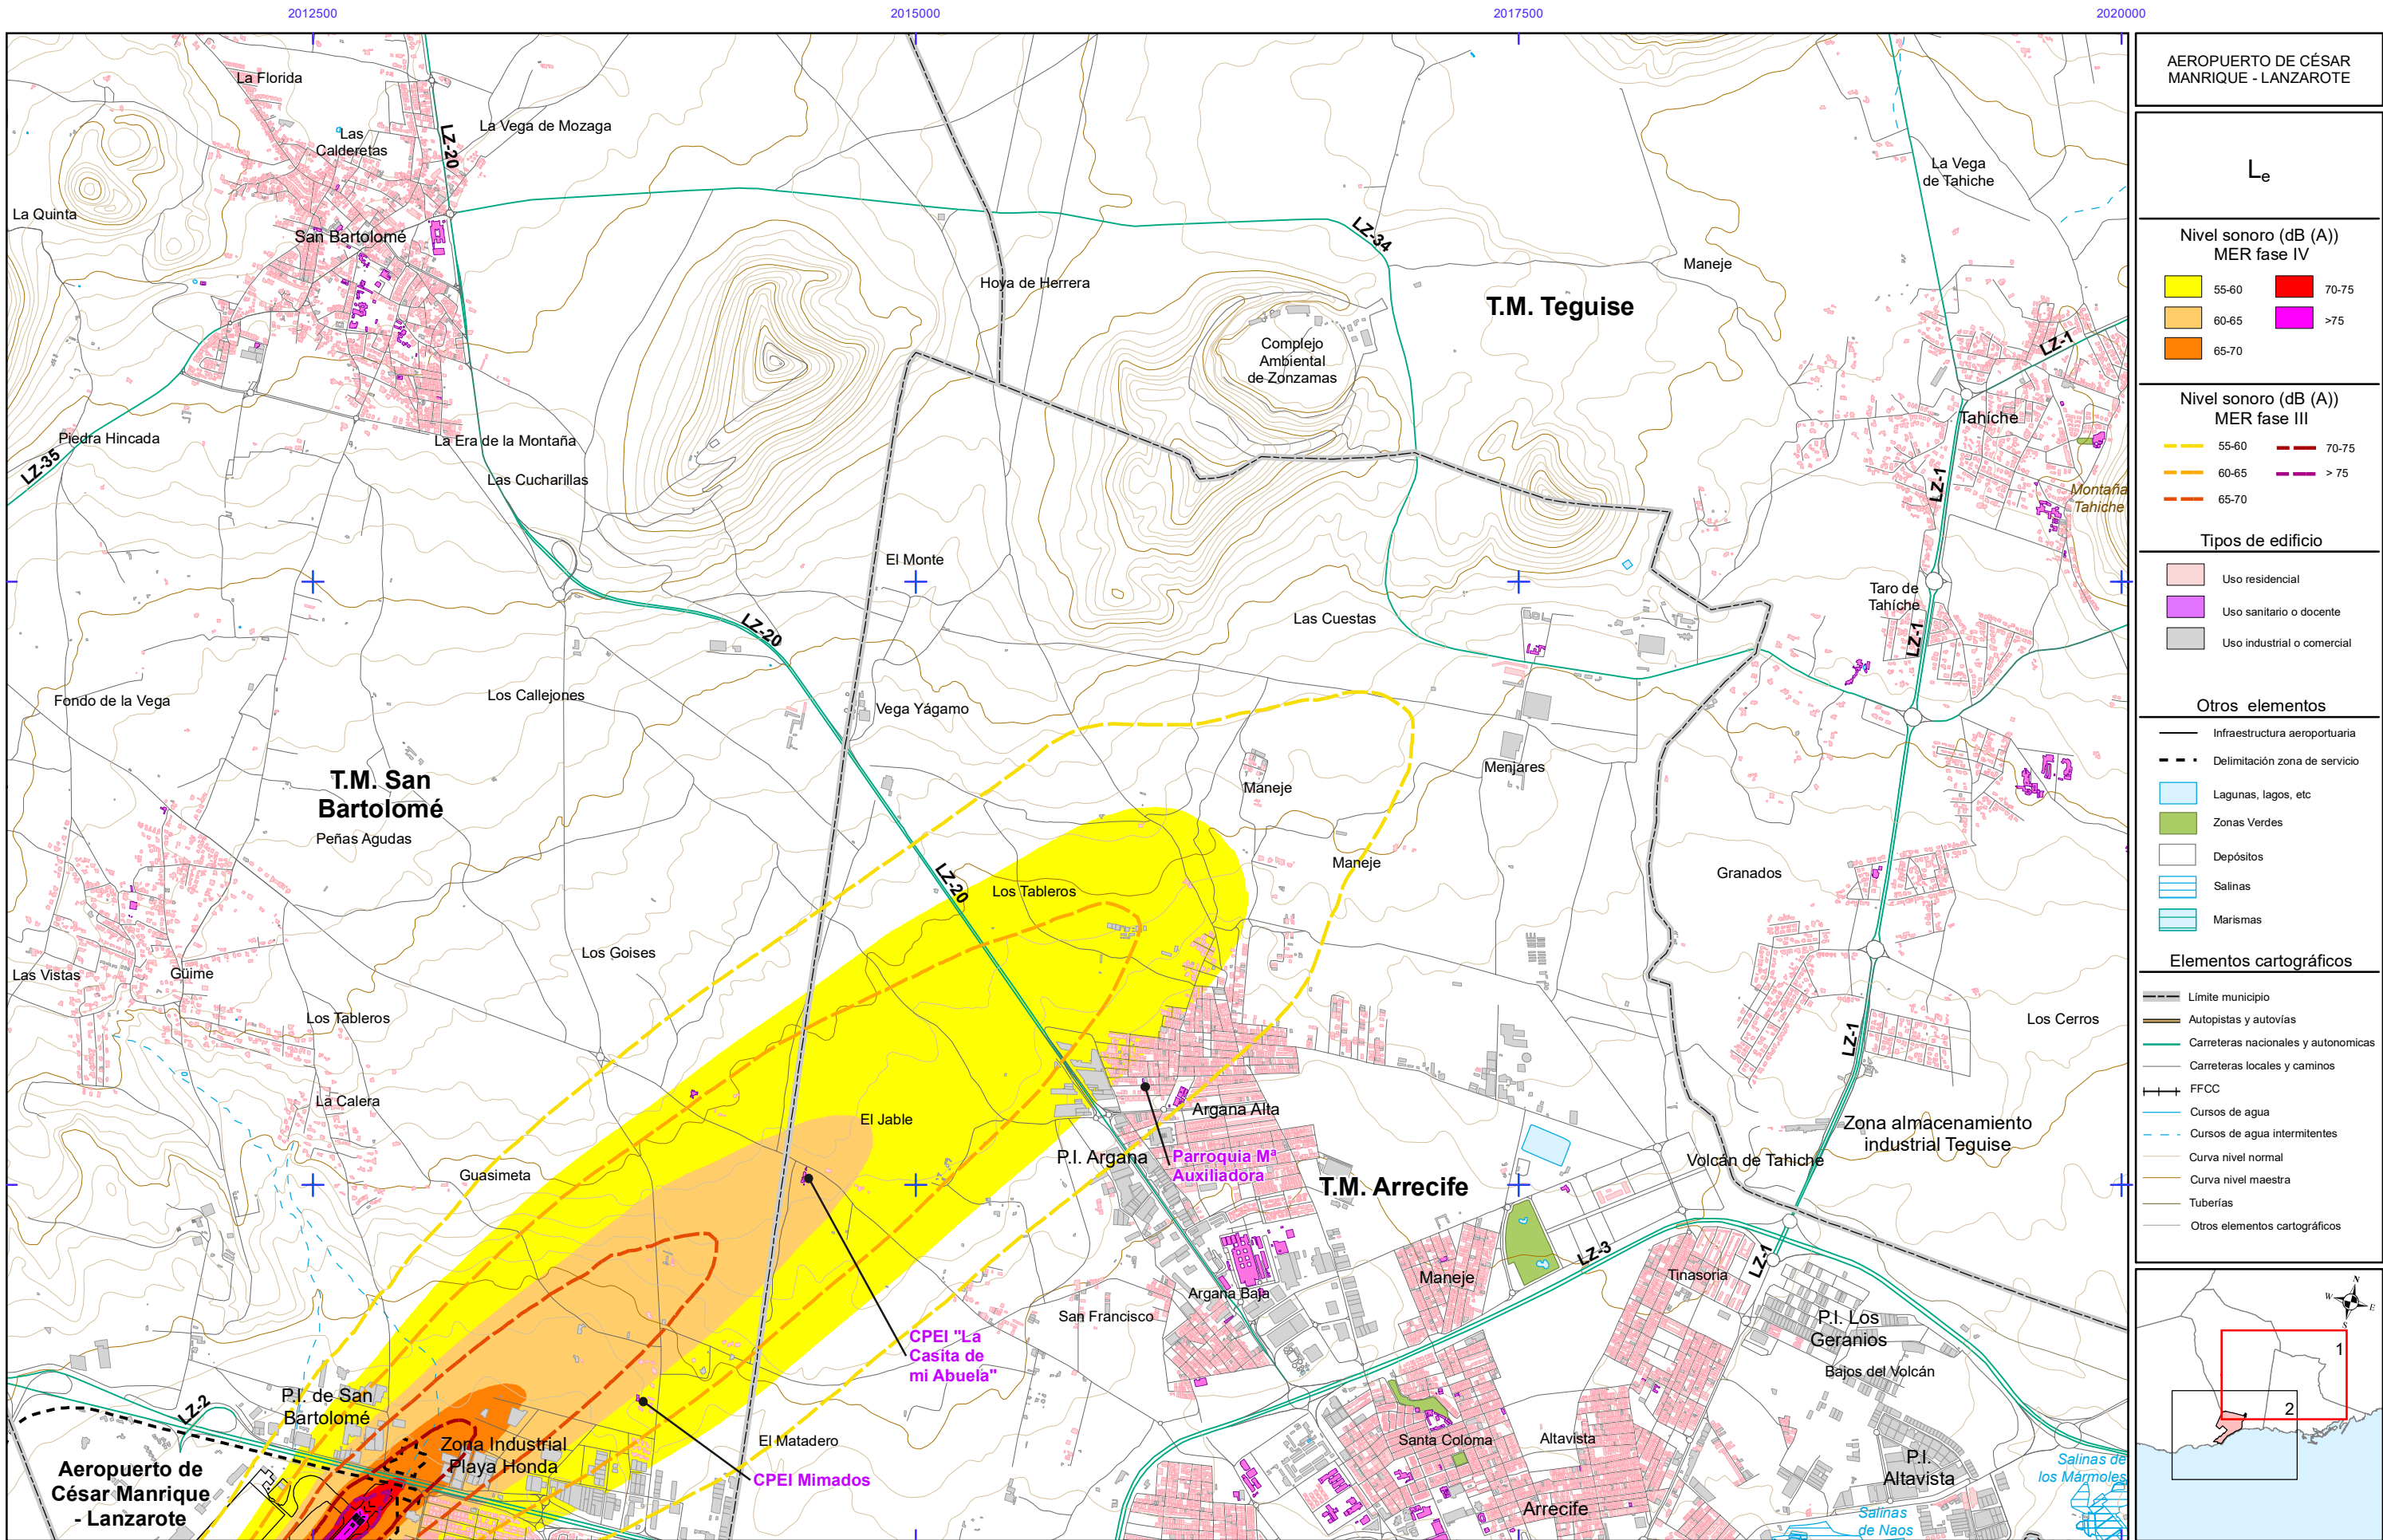 2012500
2015000
2017500
2020000
La Florida
Las
Calderetas
La Vega de Mozaga
LZ-20
La Quinta
San Bartolomé
LZ-34
Hoya de Herrera
T.M. Teguise
Maneje
La Vega
de Tahiche
Complejo
Ambiental
de Zonzamas
LZ-1
Tahíche
Piedra Hincada
LZ-35
La Era de la Montaña
Las Cucharillas
LZ-1
Montaña
Tahiche
El Monte
Las Cuestas
Taro de
Tahíche
LZ-20
LZ-1
Fondo de la Vega
Los Callejones
Vega Yágamo
T.M. San
Bartolomé
Peñas Agudas
Menjares
Maneje
Maneje
Granados
LZ-20
Los Tableros
Los Goises
Las Vistas
Güime
Los Tableros
Los Cerros
LZ-1
La Calera
El Jable
Argana Alta
Zona almacenamiento
industrial Teguise
P.I. Argana
Parroquia Mª
Auxiliadora
Volcán de Tahiche
Guasimeta
T.M. Arrecife
LZ-3
LZ-1
Maneje
Tinasoria
Argana Baja
San Francisco
P.I. Los
Geranios
CPEI "La
Casita de
mi Abuela"
Bajos del Volcán
LZ-2
P.I. de San
Bartolomé
Zona Industrial
Playa Honda
El Matadero
CPEI Mimados
Santa Coloma
Altavista
P.I.
Altavista
Salinas de
los Mármoles
Aeropuerto de
César Manrique
- Lanzarote
Arrecife
Salinas
de Naos
AEROPUERTO DE CÉSAR
MANRIQUE - LANZAROTE
Le
Nivel sonoro (dB (A))
MER fase IV
55-60
70-75
60-65
>75
65-70
Nivel sonoro (dB (A))
MER fase III
55-60
70-75
60-65
> 75
65-70
Tipos de edificio
Uso residencial
Uso sanitario o docente
Uso industrial o comercial
Otros elementos
Infraestructura aeroportuaria
Delimitación zona de servicio
Lagunas, lagos, etc
Zonas Verdes
Depósitos
Salinas
Marismas
Elementos cartográficos
Límite municipio
Autopistas y autovías
Carreteras nacionales y autonomicas
Carreteras locales y caminos
FFCC
Cursos de agua
Cursos de agua intermitentes
Curva nivel normal
Curva nivel maestra
Tuberías
Otros elementos cartográficos
N
W
E
S
1
2